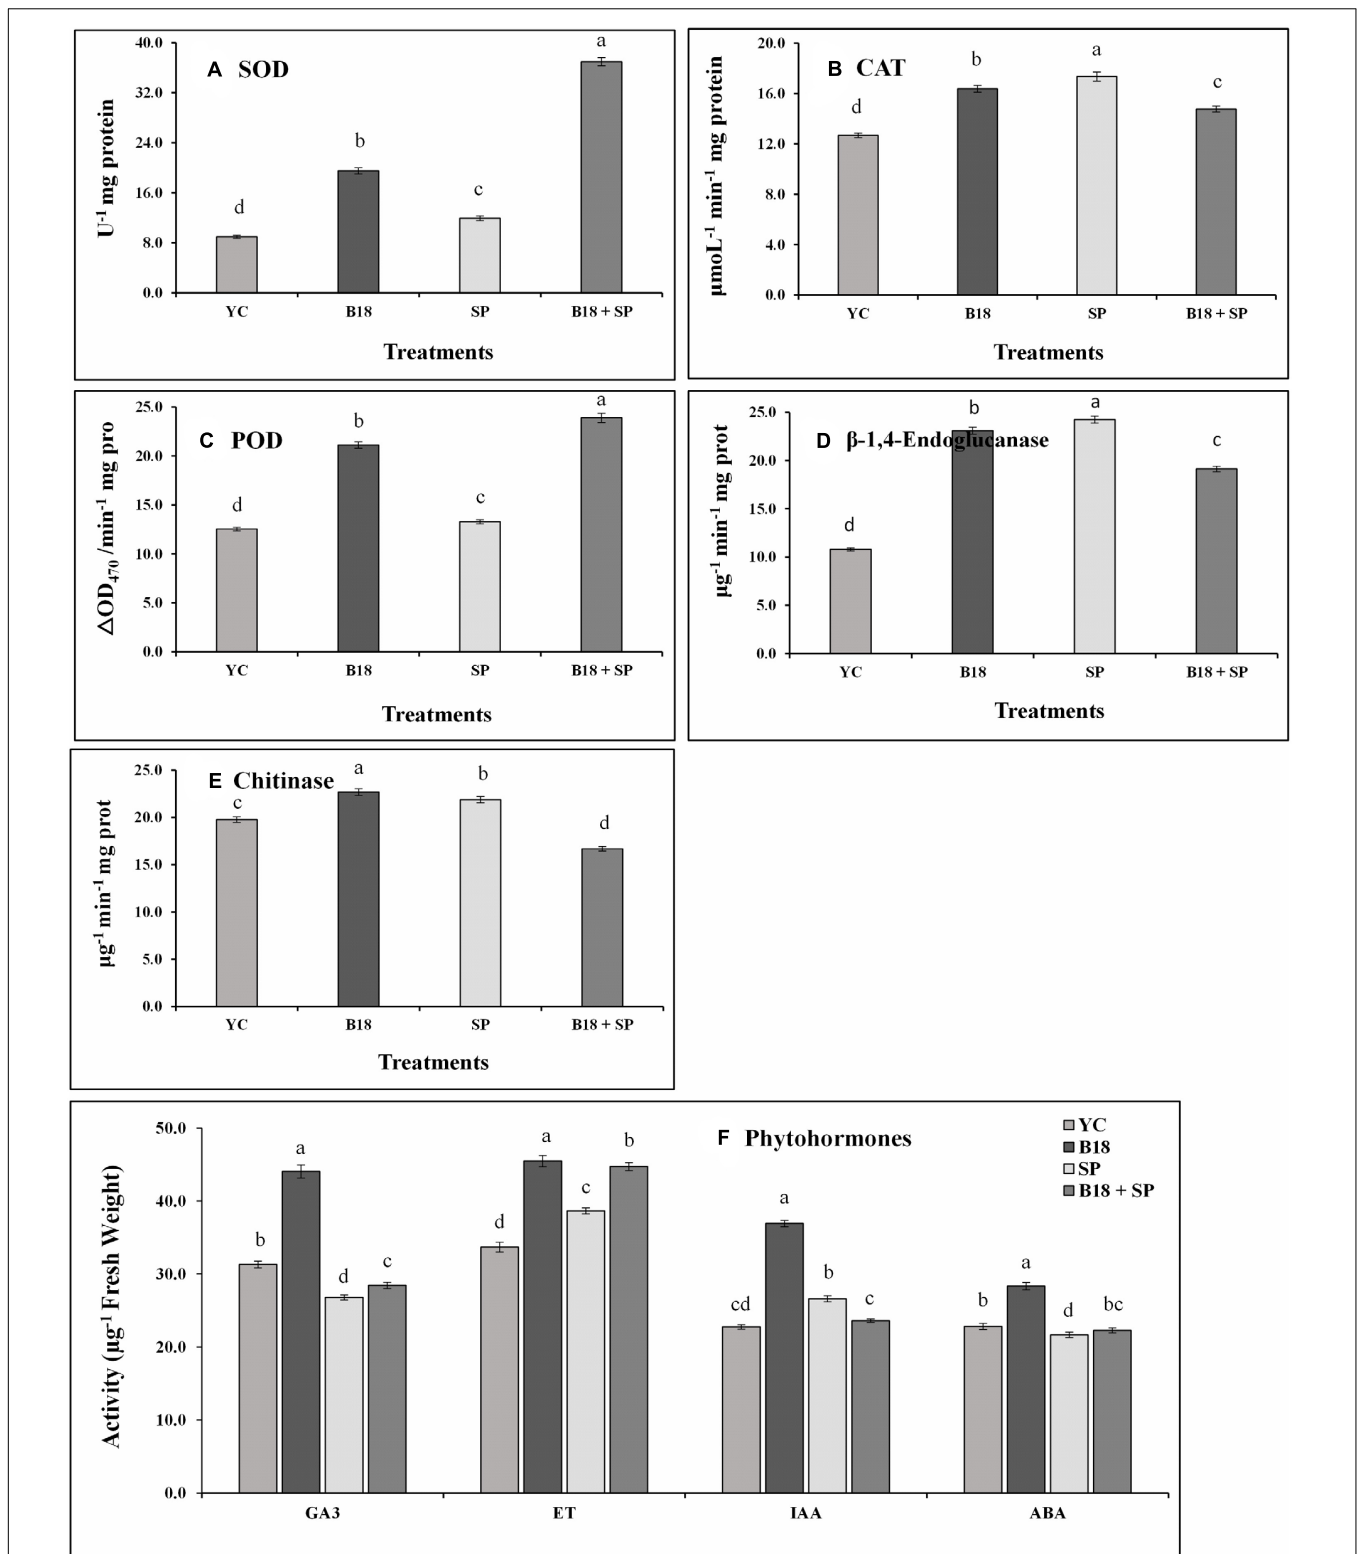 A SOD
U-1 mg protein
40.0
32.0
24.0
16.0
8.0
0.0
d
b
c
a
YC B18 SP B18 + SP
Treatments
B CAT
µmoL-1 min-1 mg protein
20.0
16.0
12.0
8.0
4.0
0.0
d
b
a
c
YC B18 SP B18 + SP
Treatments
C POD
ΔOD470 /min-1 mg pro
25.0
20.0
15.0
10.0
5.0
0.0
d
b
c
a
YC B18 SP B18 + SP
Treatments
D β-1,4-Endoglucanase
µg-1 min-1 mg prot
25.0
20.0
15.0
10.0
5.0
0.0
d
b
a
c
YC B18 SP B18 + SP
Treatments
E Chitinase
µg-1 min-1 mg prot
25.0
20.0
15.0
10.0
5.0
0.0
c
a
b
d
YC B18 SP B18 + SP
Treatments
F Phytohormones
YC
B18
SP
B18 + SP
Activity (µg-1 Fresh Weight)
50.0
40.0
30.0
20.0
10.0
0.0
b a d c
d a c b
cd a b c
b a d bc
GA3 ET IAA ABA